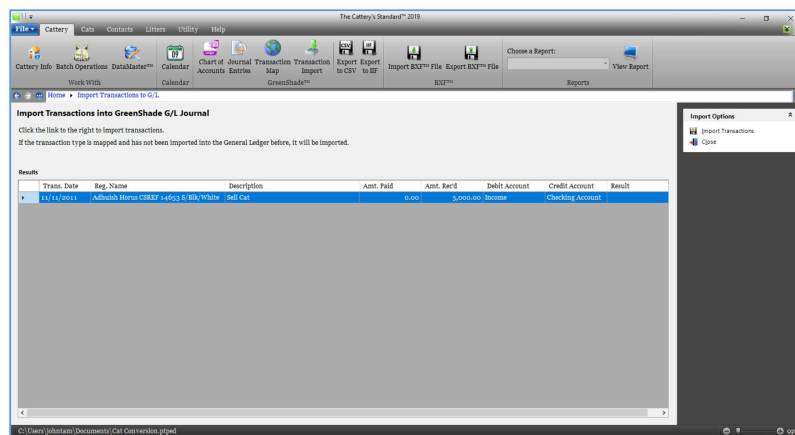 The Cattery's Standard™ 2019
File Cattery Cats Contacts Litters Utility Help
Cattery Info Batch Operations DataMaster™
Work With
09
Calendar
Calendar
Chart of Accounts
Journal Entries
Transaction Map
Transaction Import
CSV
Export to CSV
IIF
Export to IIF
GreenShade™
Import BXF™ File Export BXF™ File
BXF™
Choose a Report:
View Report
Reports
Home Import Transactions to G/L
Import Transactions into GreenShade G/L Journal
Click the link to the right to import transactions.
If the transaction type is mapped and has not been imported into the General Ledger before, it will be imported.
Results
Trans. Date Reg. Name Description Amt. Paid Amt. Rec'd Debit Account Credit Account Result
11/11/2011 Adhuish Horus CSREF 14653 S/Blk/White Sell Cat 0.00 5,000.00 Income Checking Account
Import Options
Import Transactions
Close
C:\Users\johntam\Documents\Cat Conversion.ptped